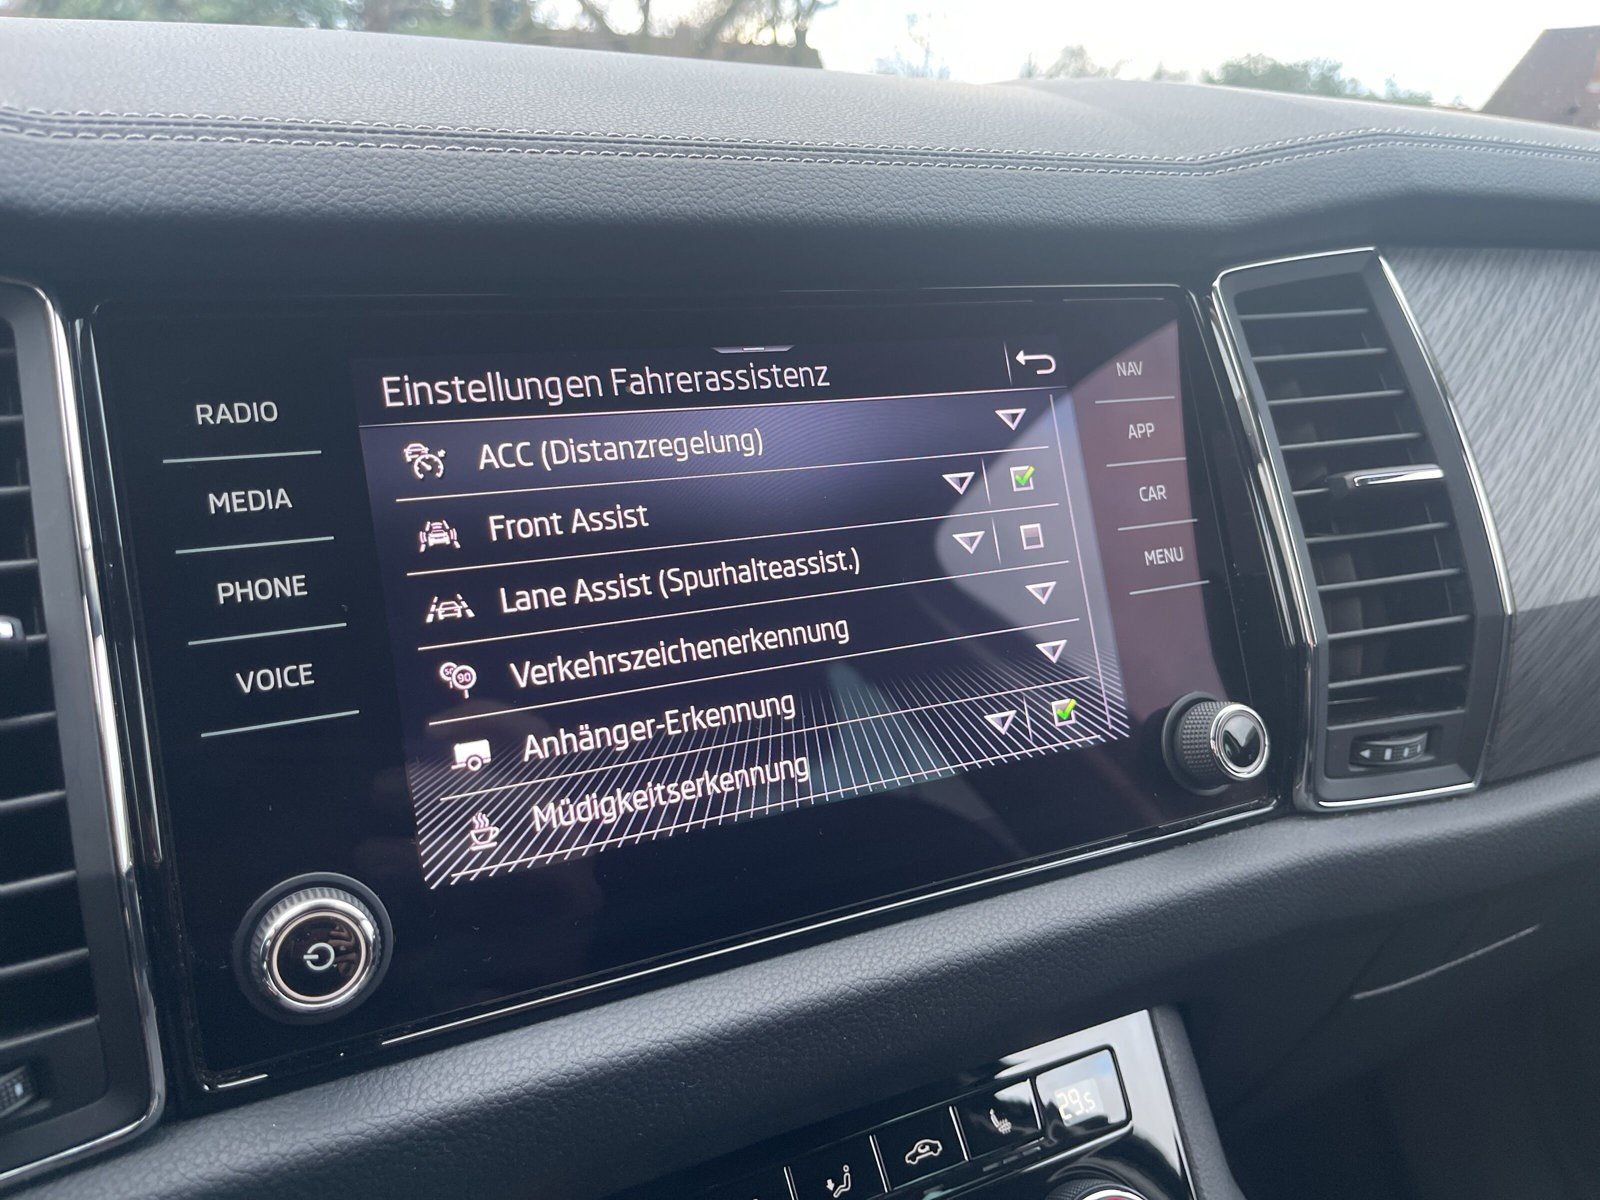 RADIO
MEDIA
PHONE
VOICE
Einstellungen Fahrerassistenz
ACC (Distanzregelung)
Front Assist
Lane Assist (Spurhalteassist.)
Verkehrszeichenerkennung
90
Anhänger-Erkennung
Müdigkeitserkennung
NAV
APP
CAR
MENU
29.5